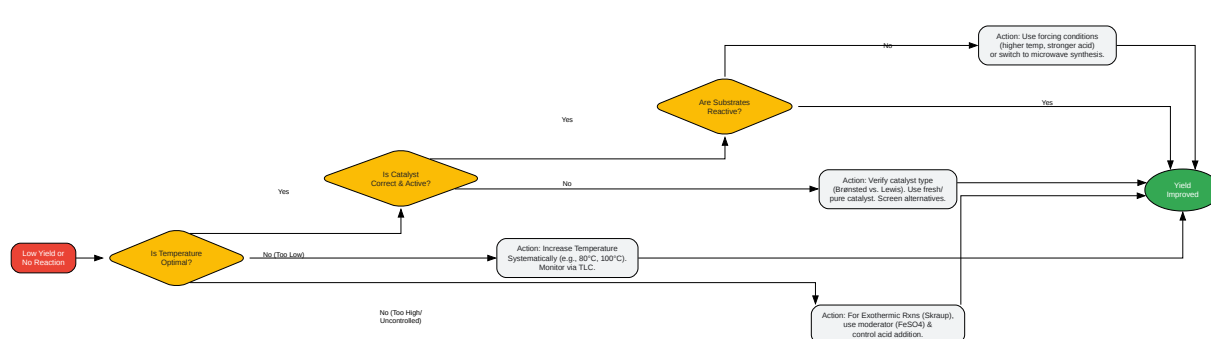 No
Action: Use forcing conditions
(higher temp, stronger acid)
or switch to microwave synthesis.
Are Substrates
Reactive?
Yes
Yes
Is Catalyst
Correct & Active?
No
Action: Verify catalyst type
(Brønsted vs. Lewis). Use fresh/
pure catalyst. Screen alternatives.
Yield
Improved
Yes
Low Yield or
No Reaction
Is Temperature
Optimal?
No (Too Low)
Action: Increase Temperature
Systematically (e.g., 80°C, 100°C).
Monitor via TLC.
No (Too High/
Uncontrolled)
Action: For Exothermic Rxns (Skraup),
use moderator (FeSO4) &
control acid addition.